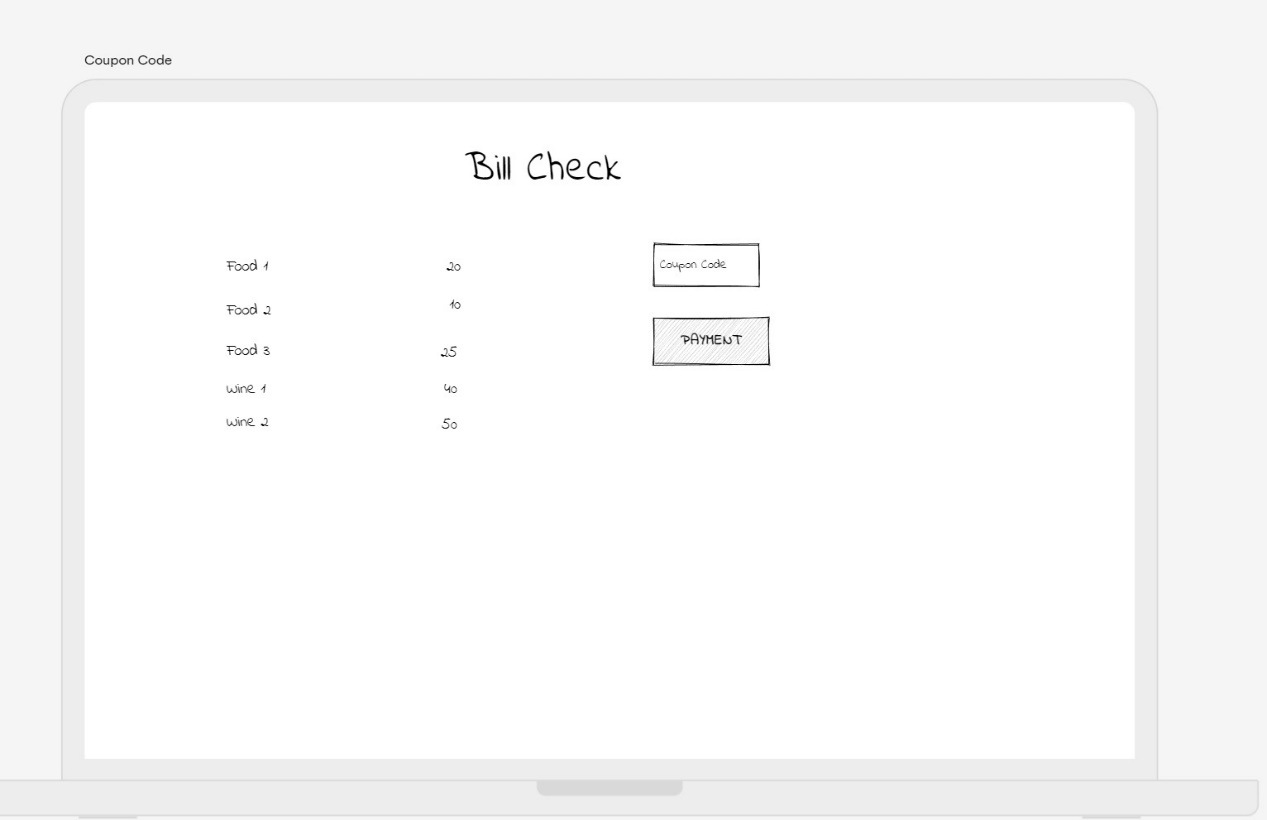 Coupon Code
Bill Check
Food 1 20
Food 2 10
Food 3 25
wine 1 40
wine 2 50
Coupon Code
PAYMENT